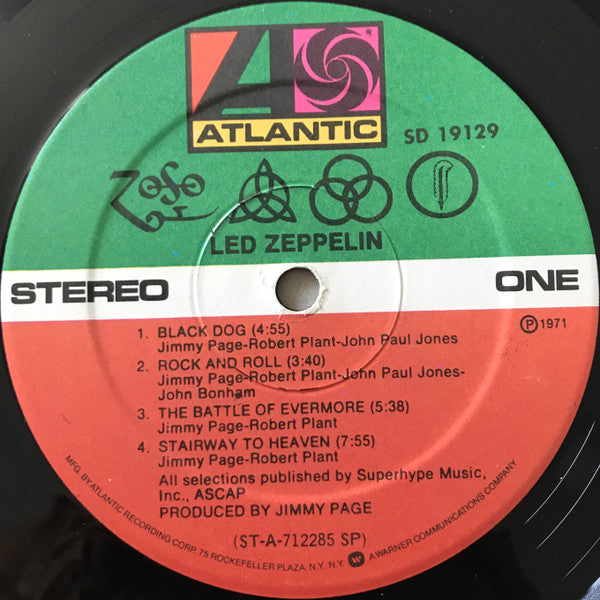 ATLANTIC
SD 19129
LED ZEPPELIN
STEREO ONE
1. BLACK DOG (4:55)
Jimmy Page-Robert Plant-John Paul Jones
℗ 1971
2. ROCK AND ROLL (3:40)
Jimmy Page-Robert Plant-John Paul Jones-
John Bonham
3. THE BATTLE OF EVERMORE (5:38)
Jimmy Page-Robert Plant
4. STAIRWAY TO HEAVEN (7:55)
Jimmy Page-Robert Plant
All selections published by Superhype Music,
Inc., ASCAP
PRODUCED BY JIMMY PAGE
(ST-A-712285 SP)
MFG. BY ATLANTIC RECORDING CORP. 75 ROCKEFELLER PLAZA, N.Y. N.Y. A WARNER COMMUNICATIONS COMPANY